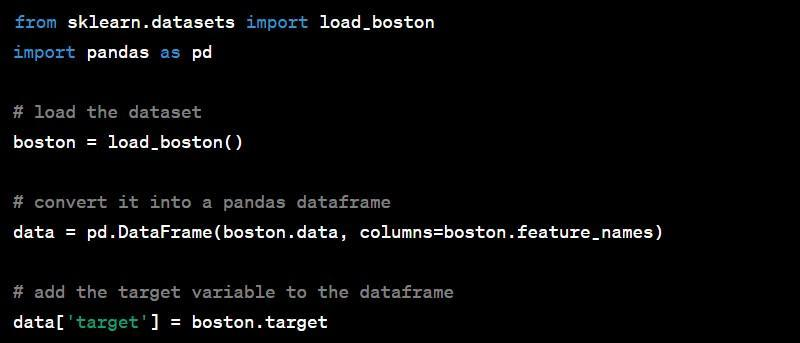 from sklearn.datasets import load_boston
import pandas as pd
# load the dataset
boston = load_boston()
# convert it into a pandas dataframe
data = pd.DataFrame(boston.data, columns=boston.feature_names)
# add the target variable to the dataframe
data['target'] = boston.target